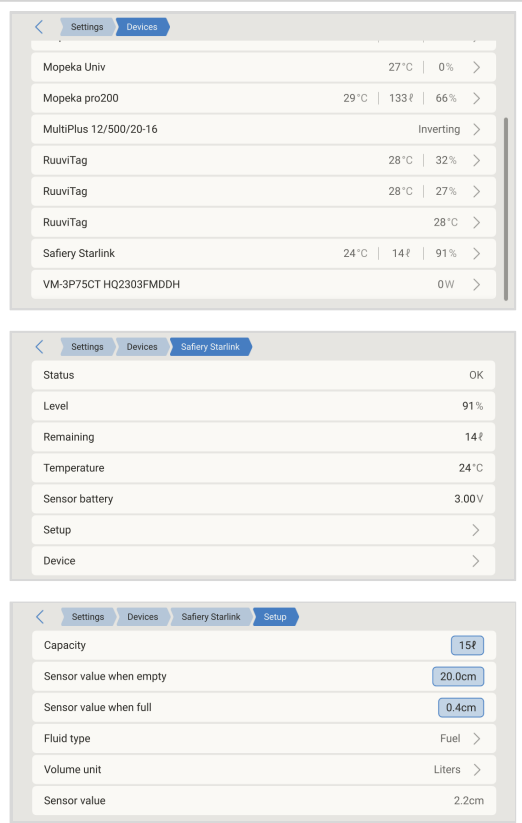 Settings Devices
Mopeka Univ 27°C 0%
Mopeka pro200 29°C 133ℓ 66%
MultiPlus 12/500/20-16 Inverting
RuuviTag 28°C 32%
RuuviTag 28°C 27%
RuuviTag 28°C
Safiery Starlink 24°C 14ℓ 91%
VM-3P75CT HQ2303FMDDH 0W
Settings Devices Safiery Starlink
Status OK
Level 91%
Remaining 14ℓ
Temperature 24°C
Sensor battery 3.00V
Setup
Device
Settings Devices Safiery Starlink Setup
Capacity 15ℓ
Sensor value when empty 20.0cm
Sensor value when full 0.4cm
Fluid type Fuel
Volume unit Liters
Sensor value 2.2cm